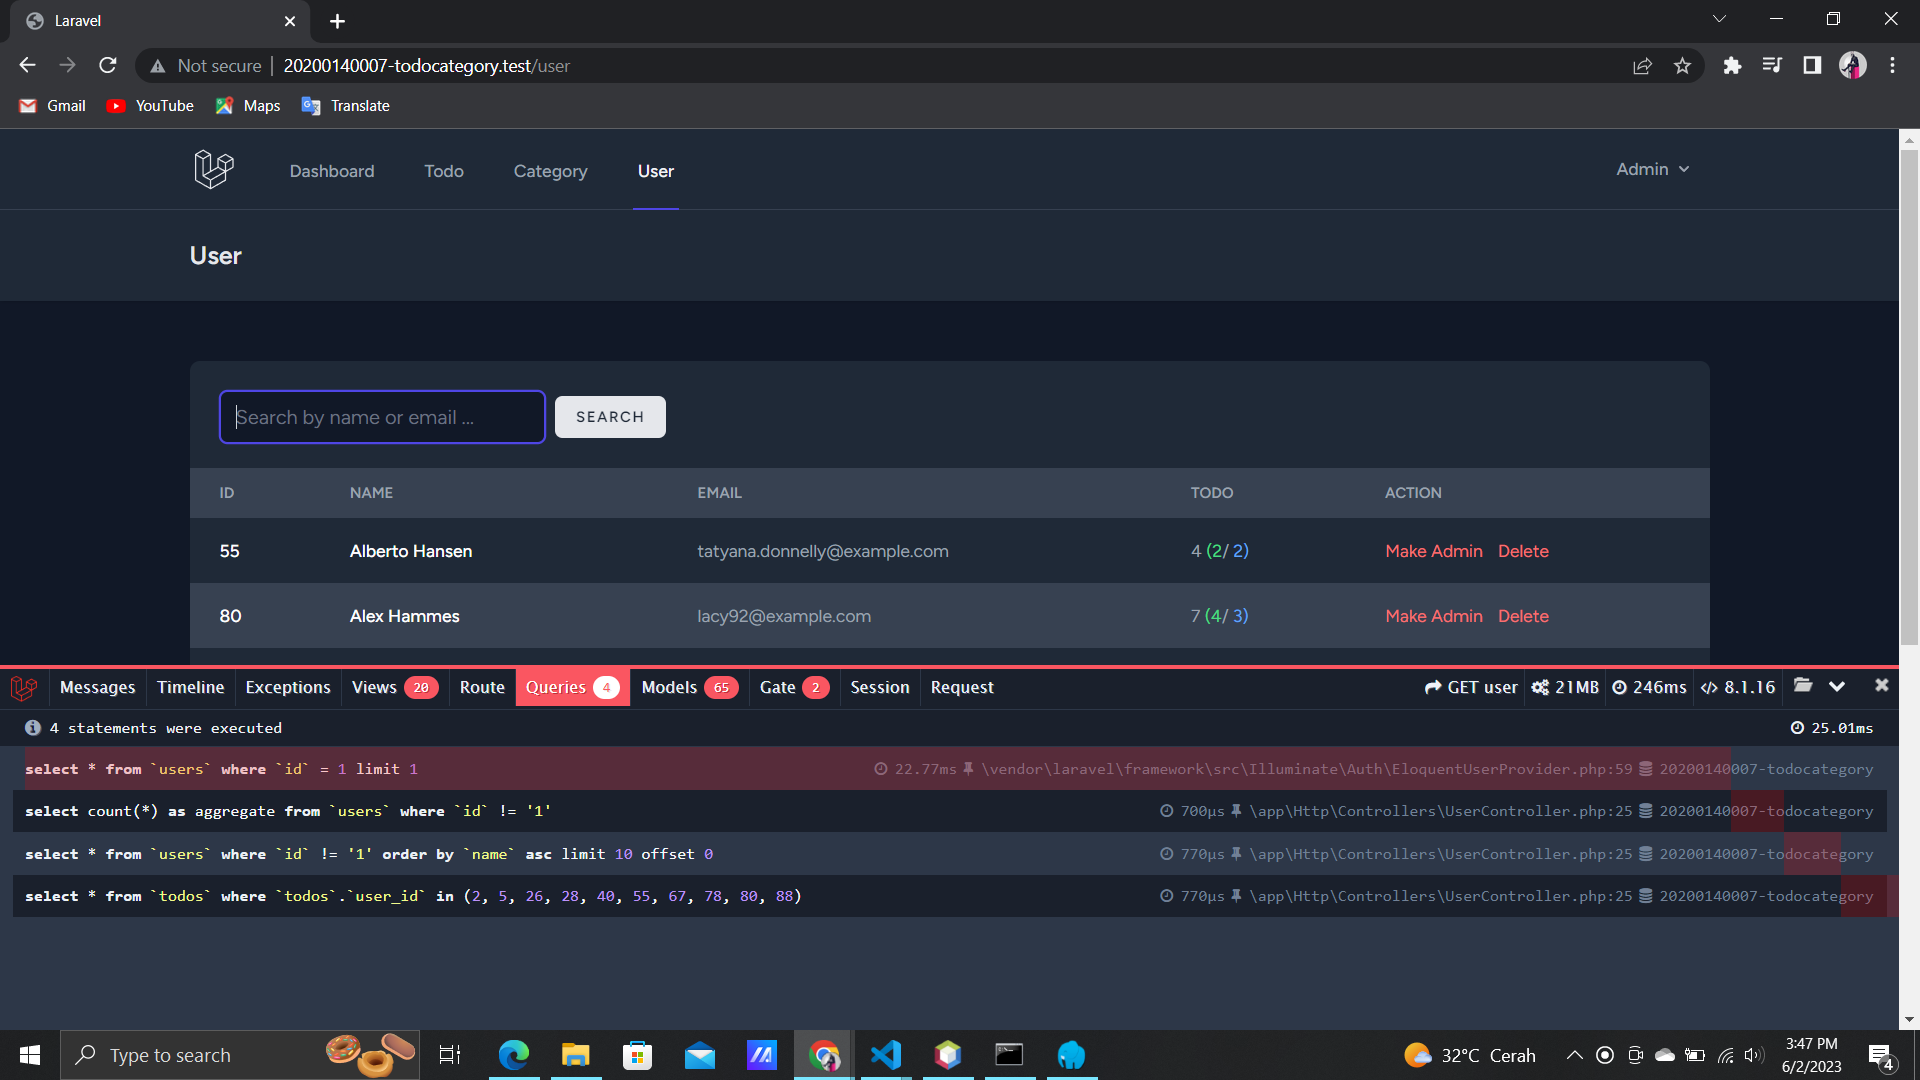 Laravel
Not secure | 20200140007-todocategory.test/user
Gmail YouTube Maps Translate
Dashboard Todo Category User Admin
User
Search by name or email ... SEARCH
ID NAME EMAIL TODO ACTION
55 Alberto Hansen tatyana.donnelly@example.com 4 (2/ 2) Make Admin Delete
80 Alex Hammes lacy92@example.com 7 (4/ 3) Make Admin Delete
Messages Timeline Exceptions Views 20 Route Queries 4 Models 65 Gate 2 Session Request GET user 21MB 246ms 8.1.16
4 statements were executed 25.01ms
select * from `users` where `id` = 1 limit 1 22.77ms \vendor\laravel\framework\src\Illuminate\Auth\EloquentUserProvider.php:59 20200140007-todocategory
select count(*) as aggregate from `users` where `id` != '1' 700μs \app\Http\Controllers\UserController.php:25 20200140007-todocategory
select * from `users` where `id` != '1' order by `name` asc limit 10 offset 0 770μs \app\Http\Controllers\UserController.php:25 20200140007-todocategory
select * from `todos` where `todos`.`user_id` in (2, 5, 26, 28, 40, 55, 67, 78, 80, 88) 770μs \app\Http\Controllers\UserController.php:25 20200140007-todocategory
Type to search 32°C Cerah 3:47 PM
6/2/2023 4